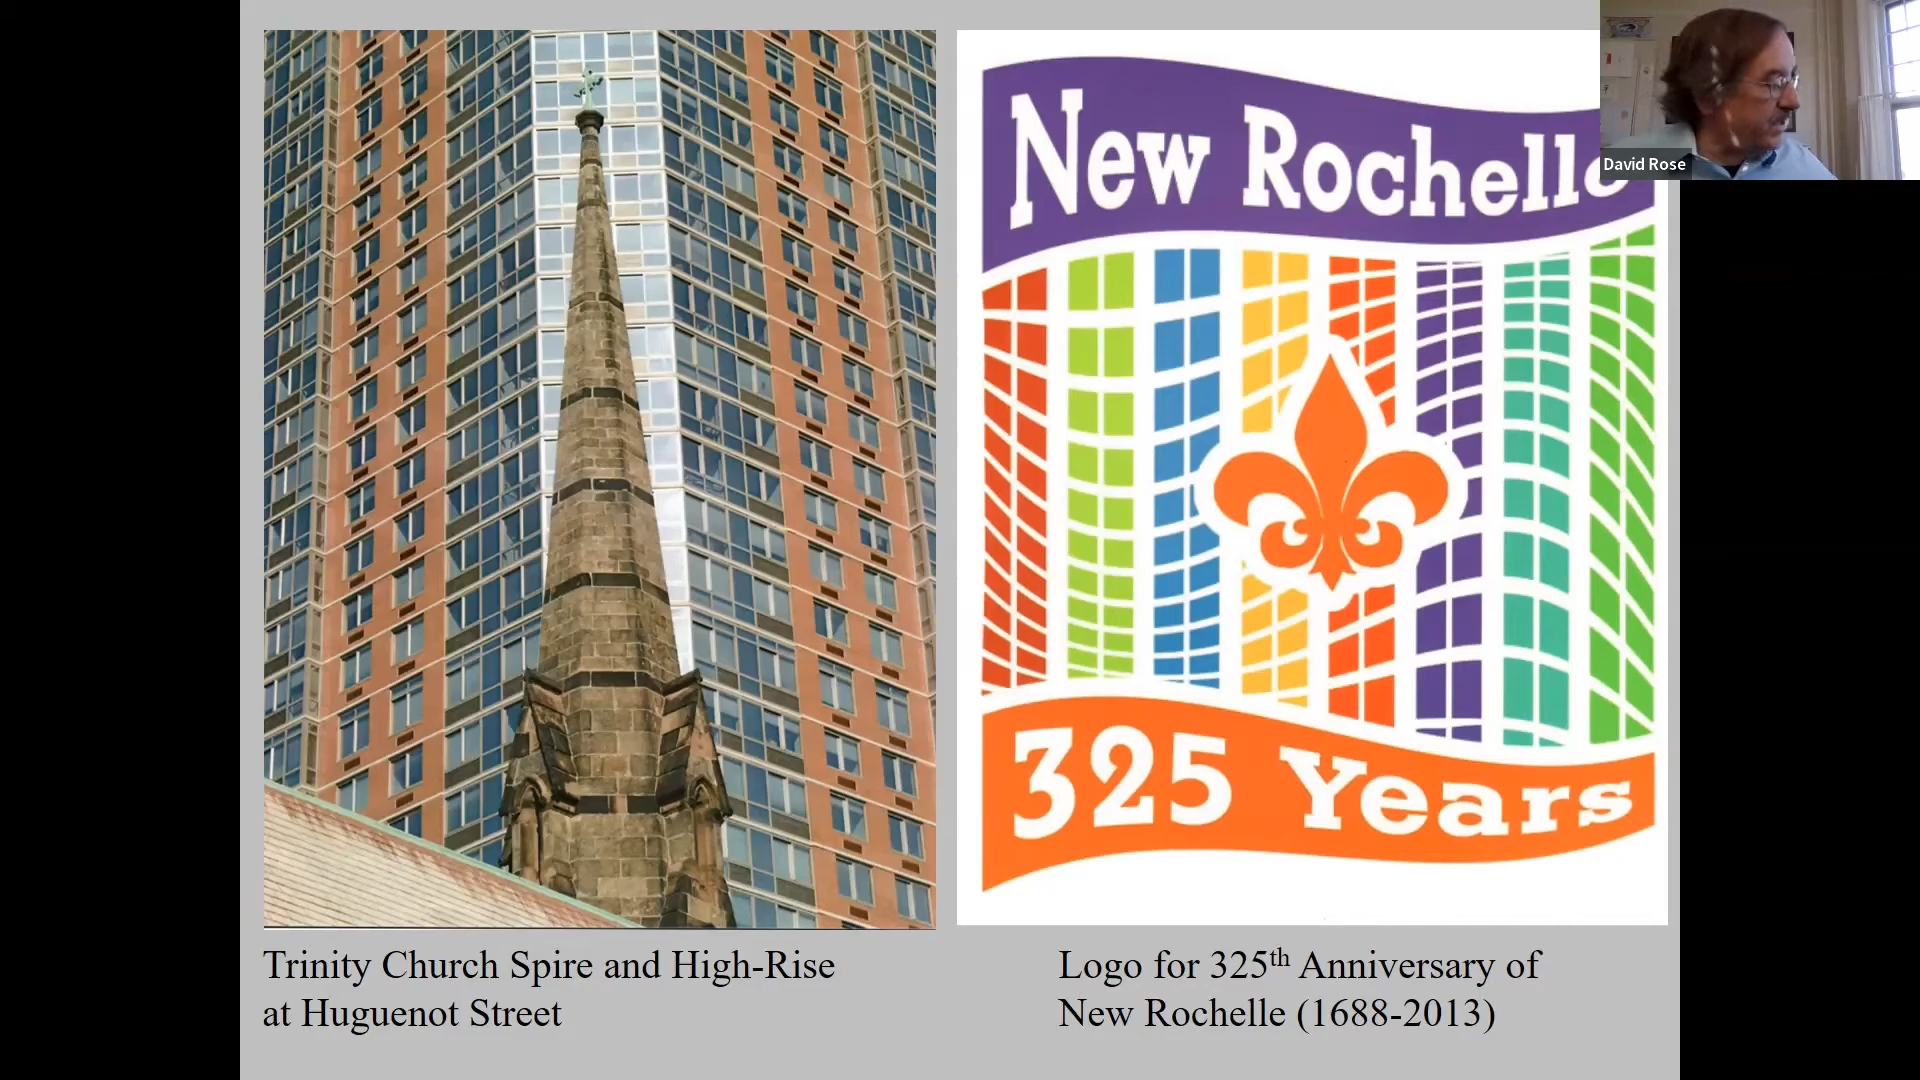 New Rochelle
David Rose
325 Years
Trinity Church Spire and High-Rise
at Huguenot Street
Logo for 325th Anniversary of
New Rochelle (1688-2013)